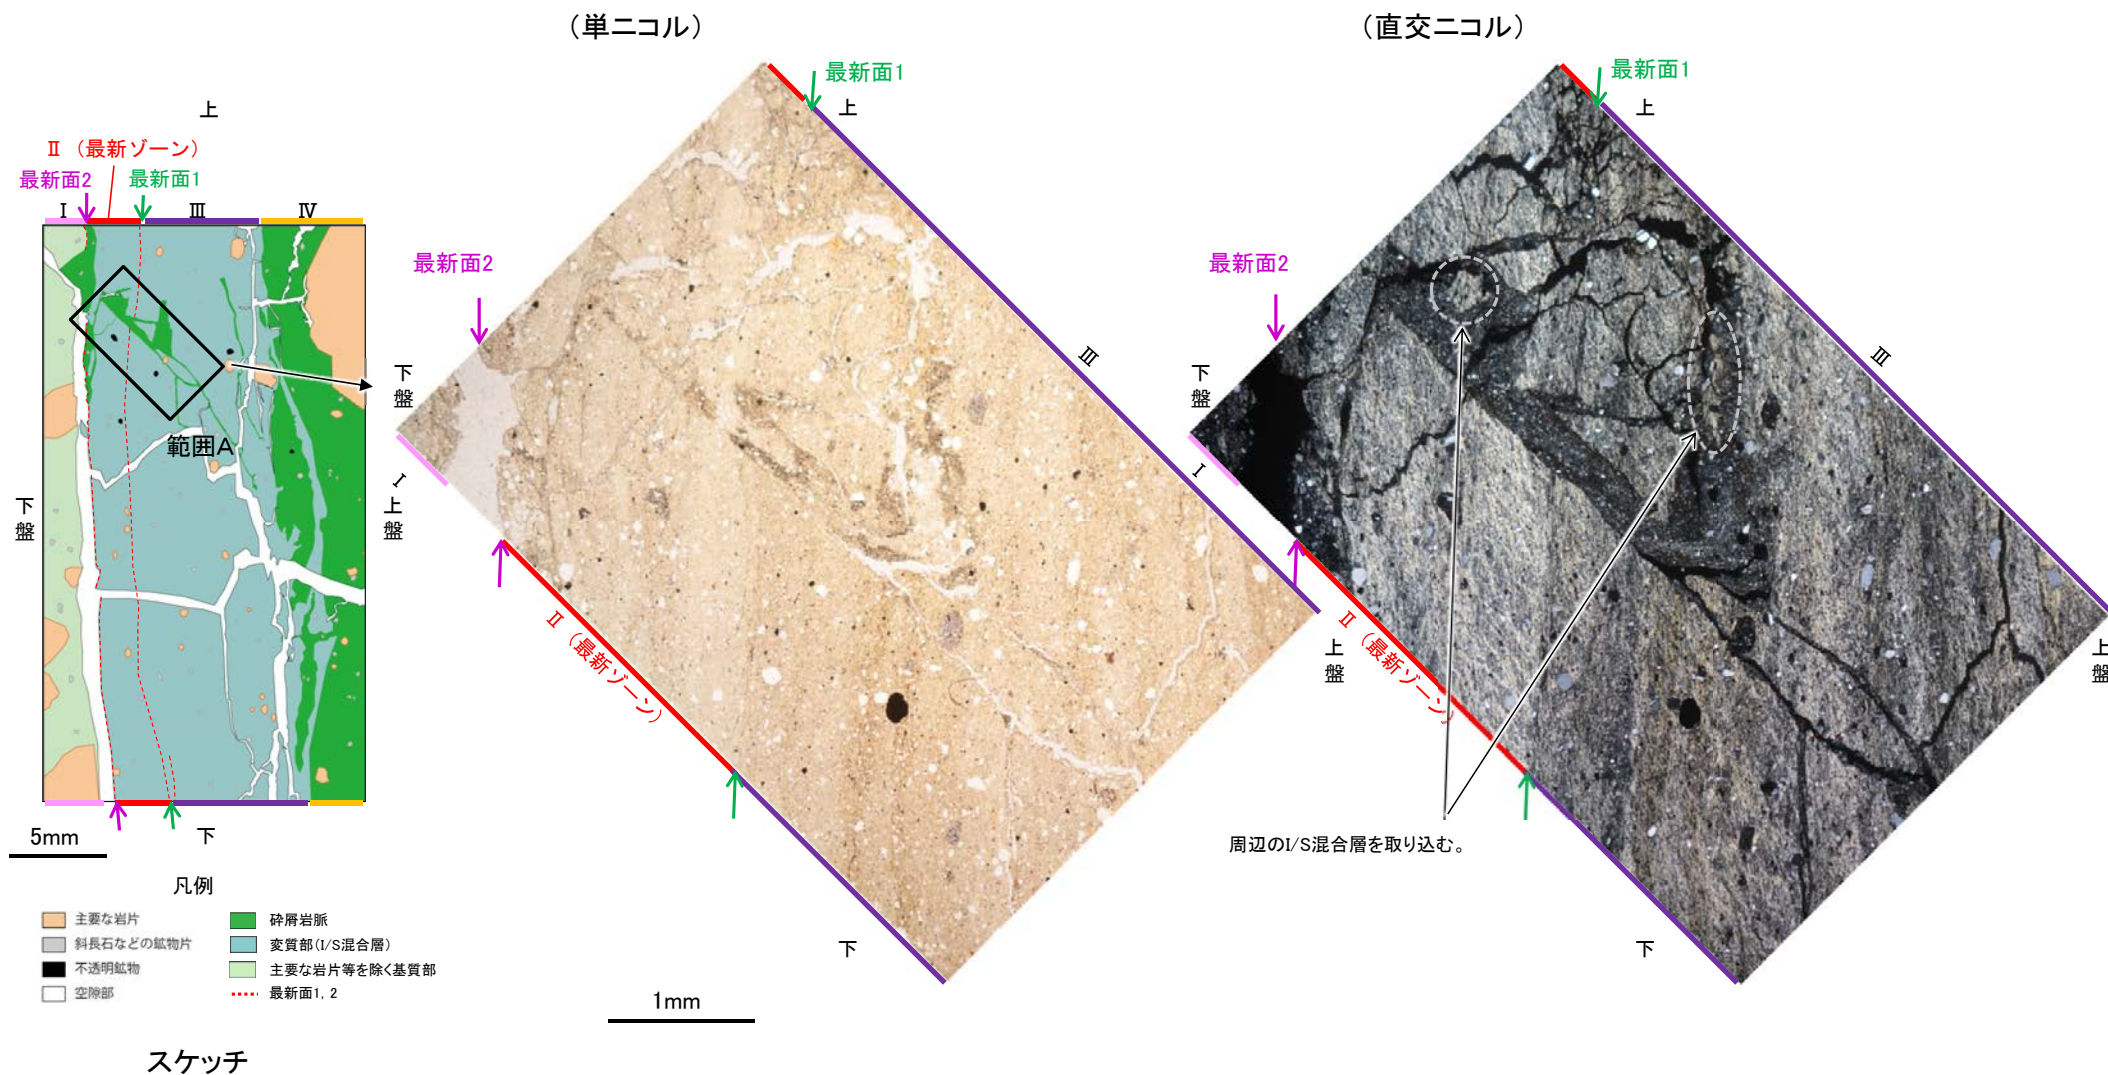 （単ニコル）
（直交ニコル）
上
Ⅱ（最新ゾーン）
最新面2
最新面1
Ⅰ
Ⅲ
Ⅳ
範囲A
下盤
上盤
下
5mm
凡例
主要な岩片
斜長石などの鉱物片
不透明鉱物
空隙部
砕屑岩脈
変質部(I/S混合層)
主要な岩片等を除く基質部
最新面1, 2
スケッチ
最新面1
上
最新面2
下盤
Ⅲ
Ⅰ
Ⅰ
Ⅱ（最新ゾーン）
上盤
下
1mm
最新面1
上
最新面2
下盤
Ⅲ
Ⅱ（最新ゾーン）
上盤
周辺のI/S混合層を取り込む。
下